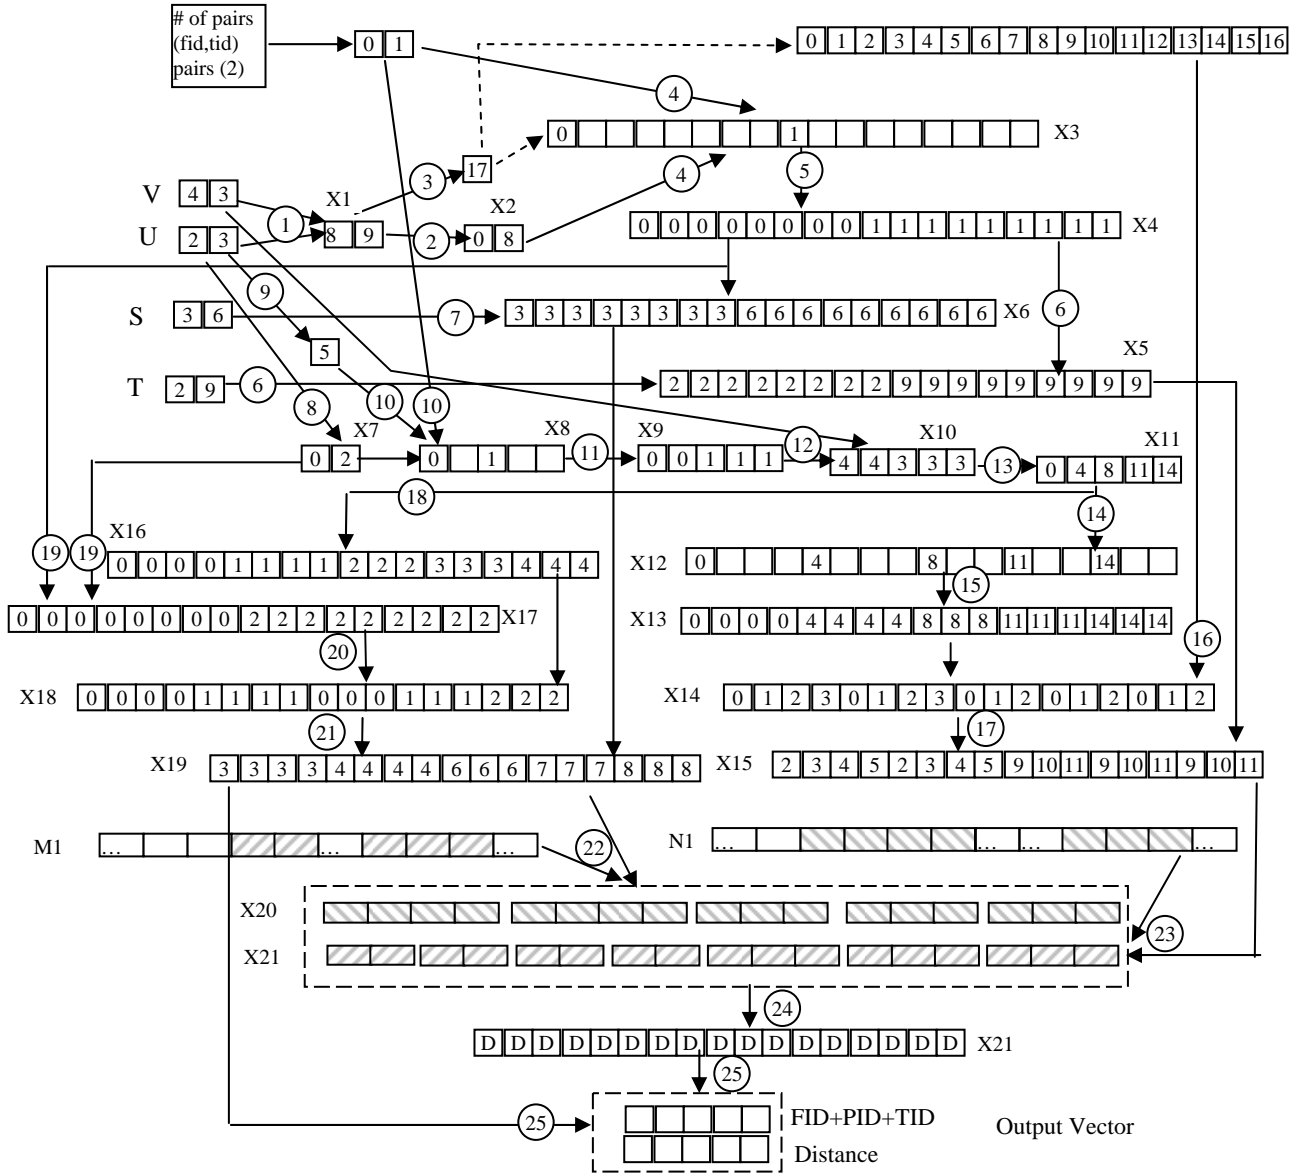 # of pairs
(fid,tid)
pairs (2)
0 1
0 1 2 3 4 5 6 7 8 9 10 11 12 13 14 15 16
4
0 1 X3
17
3
4
5
V 4 3
X1
X2
1
8 9
2
0 8
U 2 3
0 0 0 0 0 0 0 0 1 1 1 1 1 1 1 1 1 X4
9
S 3 6
7
3 3 3 3 3 3 3 3 6 6 6 6 6 6 6 6 6 X6
6
5
X5
T 2 9
6
2 2 2 2 2 2 2 2 9 9 9 9 9 9 9 9 9
8
10
10
X7
X8
X9
X10
X11
0 2
0 1
11
0 0 1 1 1
12
4 4 3 3 3
13
0 4 8 11 14
18
14
19
19
X16
0 0 0 0 1 1 1 1 2 2 2 3 3 3 4 4 4
X12
0 4 8 11 14
15
0 0 0 0 0 0 0 0 2 2 2 2 2 2 2 2 2 X17
X13
0 0 0 0 4 4 4 4 8 8 8 11 11 11 14 14 14
20
16
X18
0 0 0 0 1 1 1 1 0 0 0 1 1 1 2 2 2
X14
0 1 2 3 0 1 2 3 0 1 2 0 1 2 0 1 2
21
17
X19
3 3 3 3 4 4 4 4 6 6 6 7 7 7 8 8 8
X15
2 3 4 5 2 3 4 5 9 10 11 9 10 11 9 10 11
M1
... ... ...
22
N1
... ... ... ...
X20
X21
23
24
D D D D D D D D D D D D D D D D D X21
25
25
FID+PID+TID
Output Vector
Distance